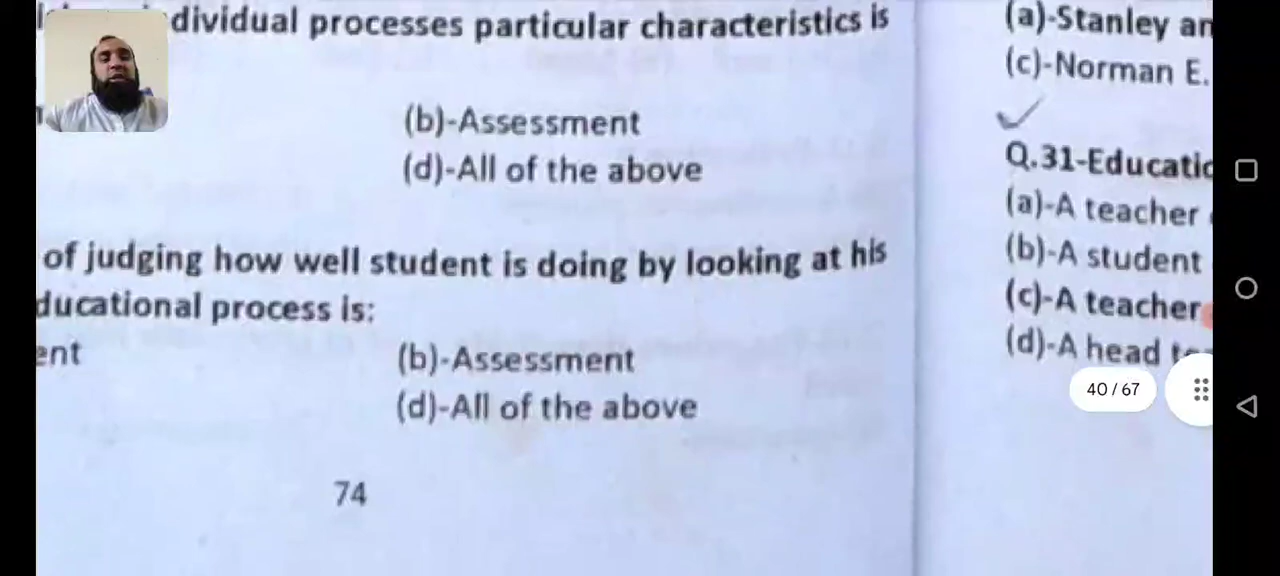 dividual processes particular characteristics is
(b)-Assessment
(d)-All of the above
of judging how well student is doing by looking at his
ducational process is:
ent
(b)-Assessment
(d)-All of the above
74
(a)-Stanley an
(c)-Norman E.
Q.31-Educatio
(a)-A teacher
(b)-A student
(c)-A teacher
(d)-A head
40 / 67